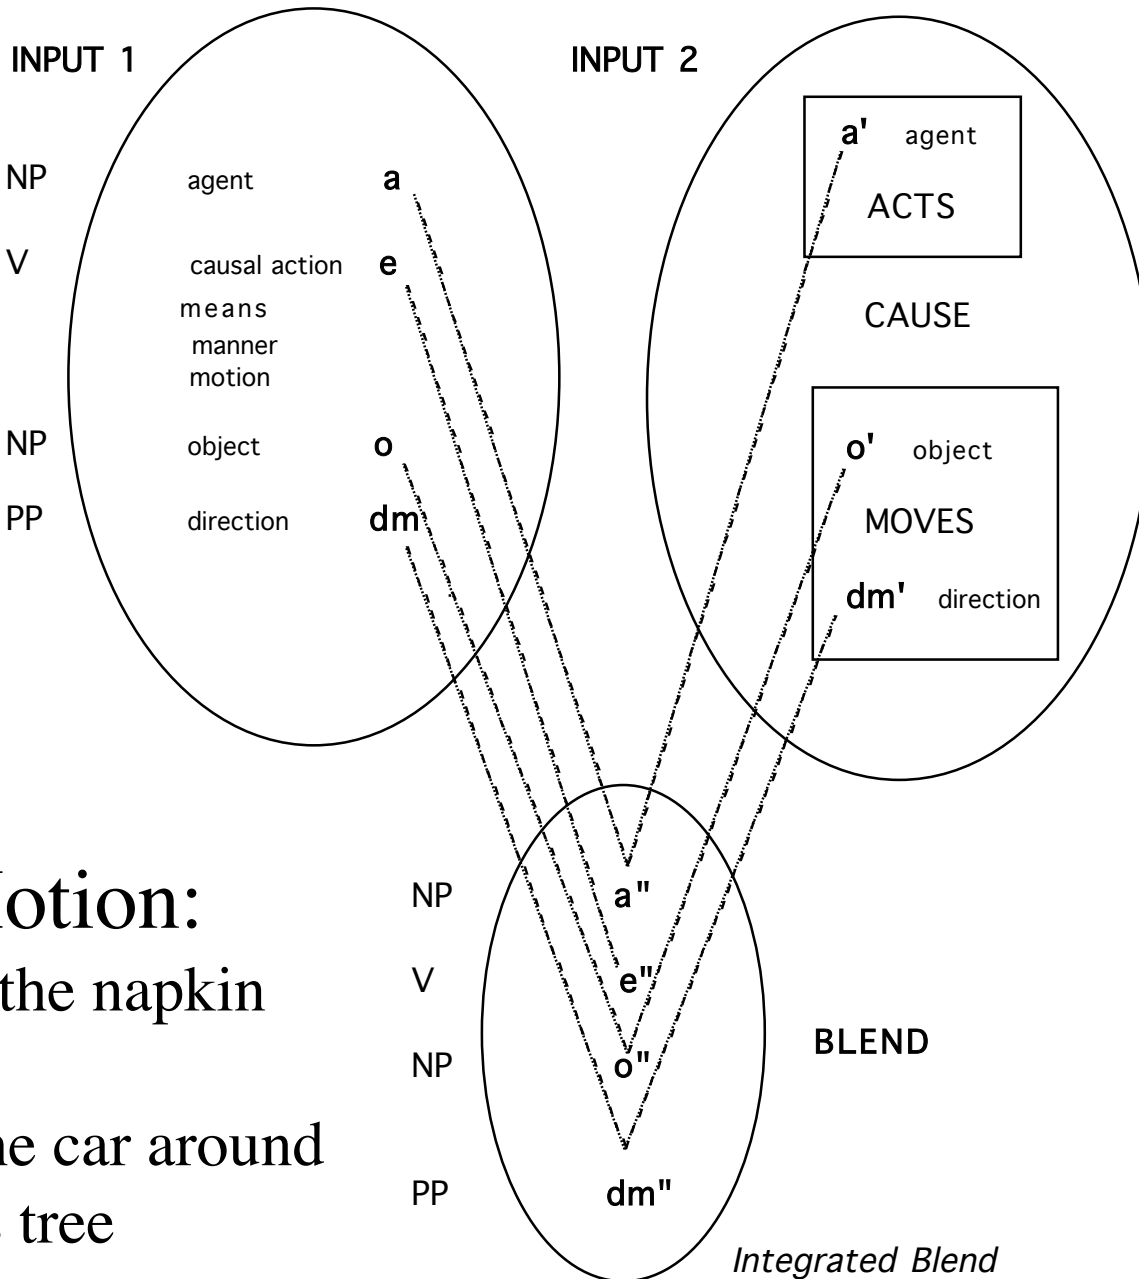 INPUT 1
NP agent a
V causal action e
means
manner
motion
NP object o
PP direction dm
INPUT 2
a' agent
ACTS
CAUSE
o' object
MOVES
dm' direction
NP a"
V e"
NP o"
PP dm"
BLEND
Integrated Blend
otion:
the napkin
e car around
tree